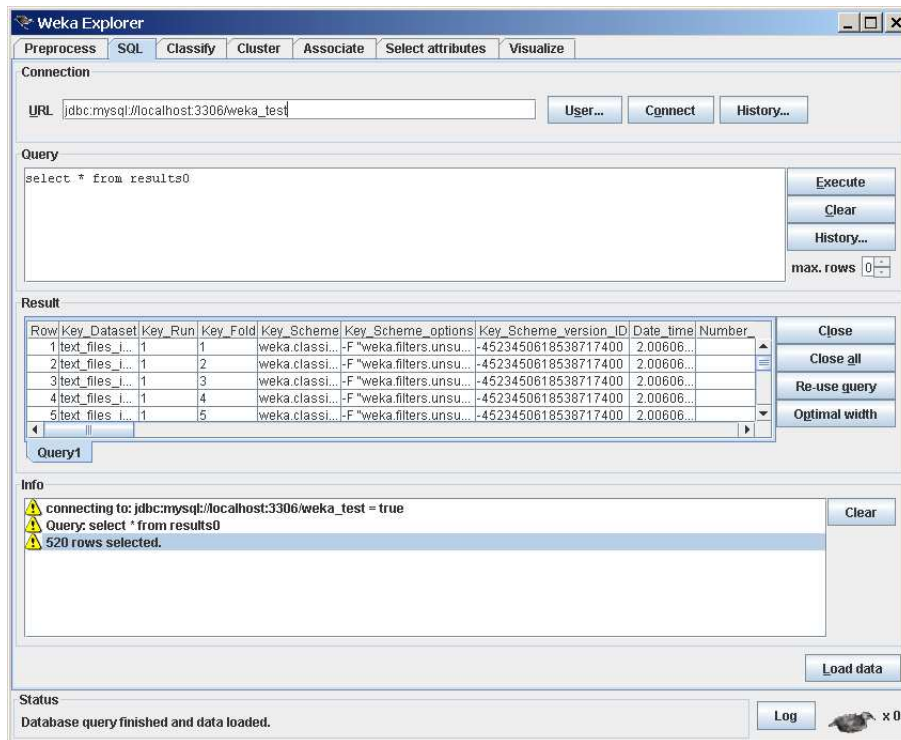 Weka Explorer
Preprocess SQL Classify Cluster Associate Select attributes Visualize
Connection
URL jdbc:mysql://localhost:3306/weka_test User... Connect History...
Query
select * from results0
Execute
Clear
History...
max. rows 0
Result
Row Key_Dataset Key_Run Key_Fold Key_Scheme Key_Scheme_options Key_Scheme_version_ID Date_time Number_
1 text_files_i... 1 1 weka.classi... -F "weka.filters.unsu... -4523450618538717400 2.00606...
2 text_files_i... 1 2 weka.classi... -F "weka.filters.unsu... -4523450618538717400 2.00606...
3 text_files_i... 1 3 weka.classi... -F "weka.filters.unsu... -4523450618538717400 2.00606...
4 text_files_i... 1 4 weka.classi... -F "weka.filters.unsu... -4523450618538717400 2.00606...
5 text_files_i... 1 5 weka.classi... -F "weka.filters.unsu... -4523450618538717400 2.00606...
Close
Close all
Re-use query
Optimal width
Query1
Info
connecting to: jdbc:mysql://localhost:3306/weka_test = true
Query: select * from results0
520 rows selected.
Clear
Load data
Status
Database query finished and data loaded.
Log x 0